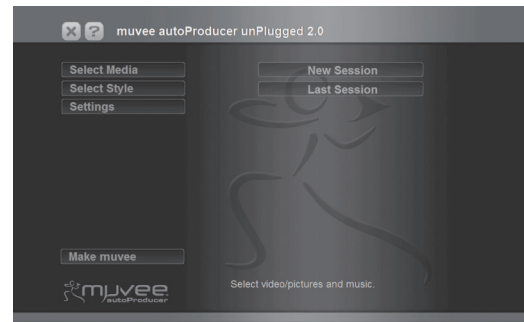 muvee autoProducer unPlugged 2.0
Select Media
Select Style
Settings
New Session
Last Session
Make muvee
muvee
autoProducer
Select video/pictures and music.